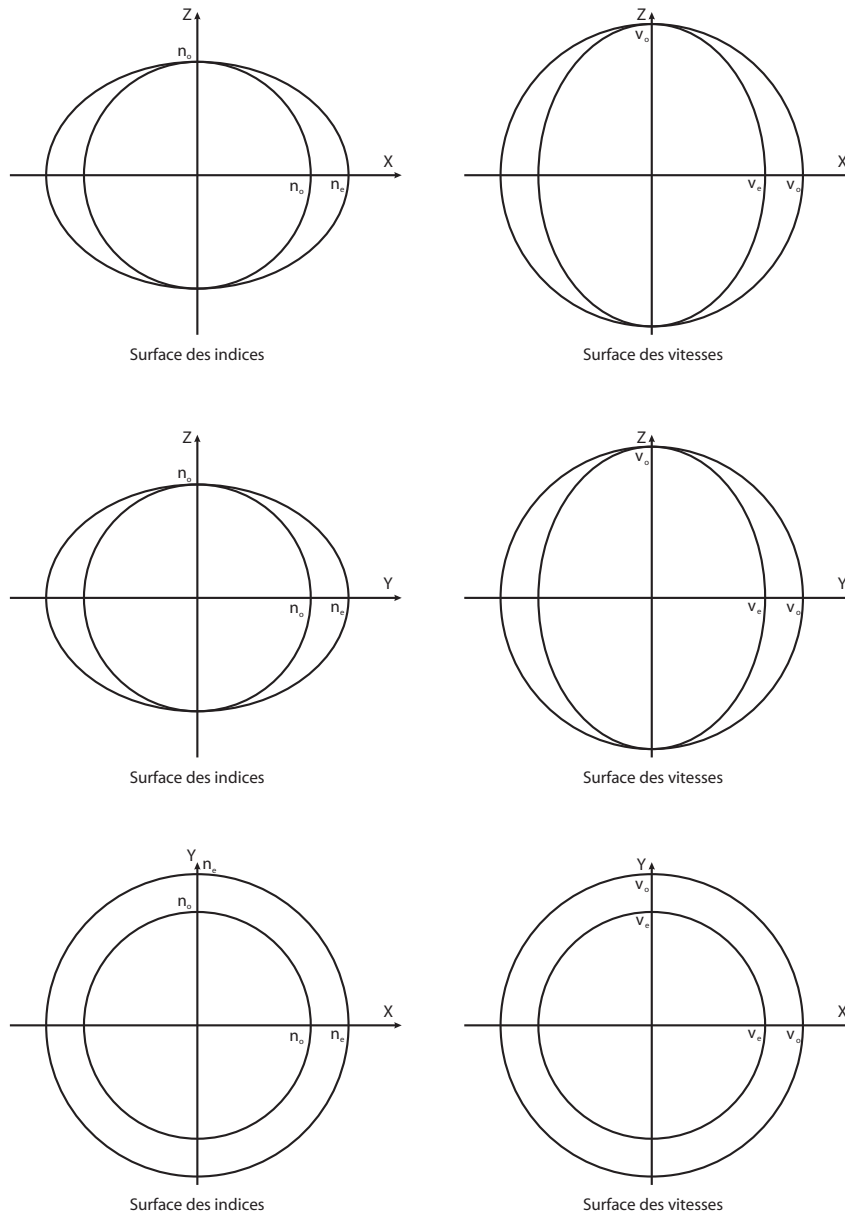 Z
n_o
X
n_o n_e
Surface des indices
Z
v_o
X
v_e v_o
Surface des vitesses
Z
n_o
Y
n_o n_e
Surface des indices
Z
v_o
Y
v_e v_o
Surface des vitesses
Y n_e
n_o
X
n_o n_e
Surface des indices
Y
v_o
v_e
X
v_e v_o
Surface des vitesses